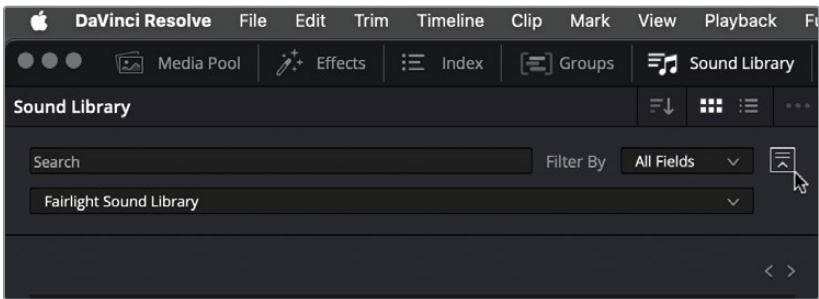 DaVinci Resolve File Edit Trim Timeline Clip Mark View Playback
Media Pool Effects Index Groups Sound Library
Sound Library
Search Filter By All Fields
Fairlight Sound Library